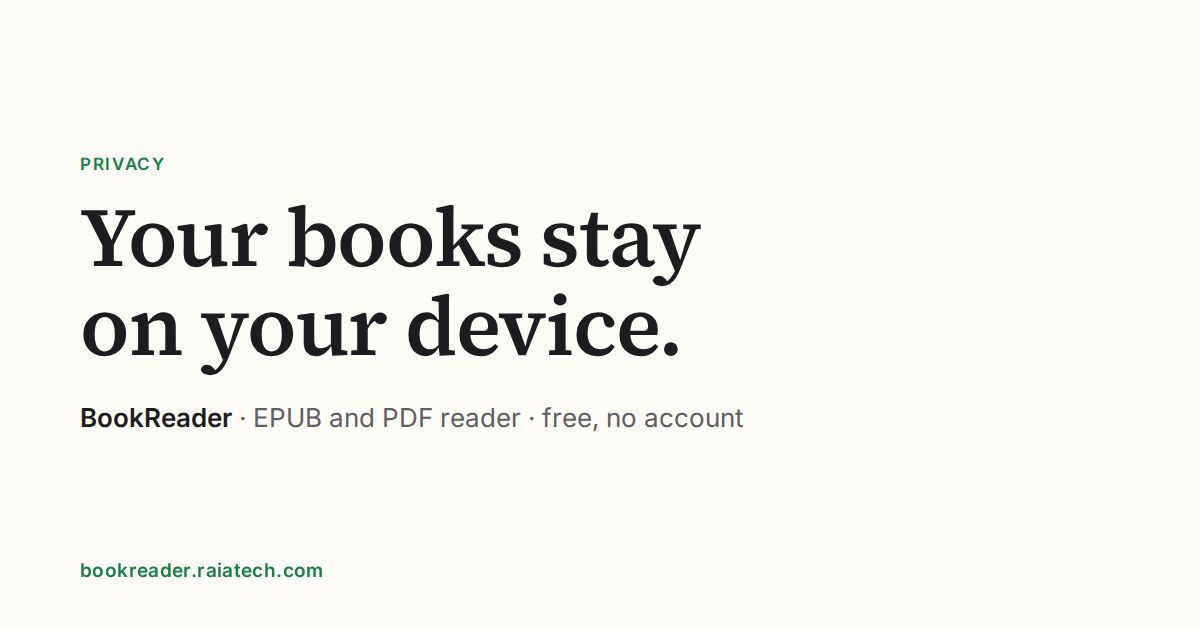 PRIVACY
Your books stay
on your device.
BookReader · EPUB and PDF reader · free, no account
bookreader.raiatech.com